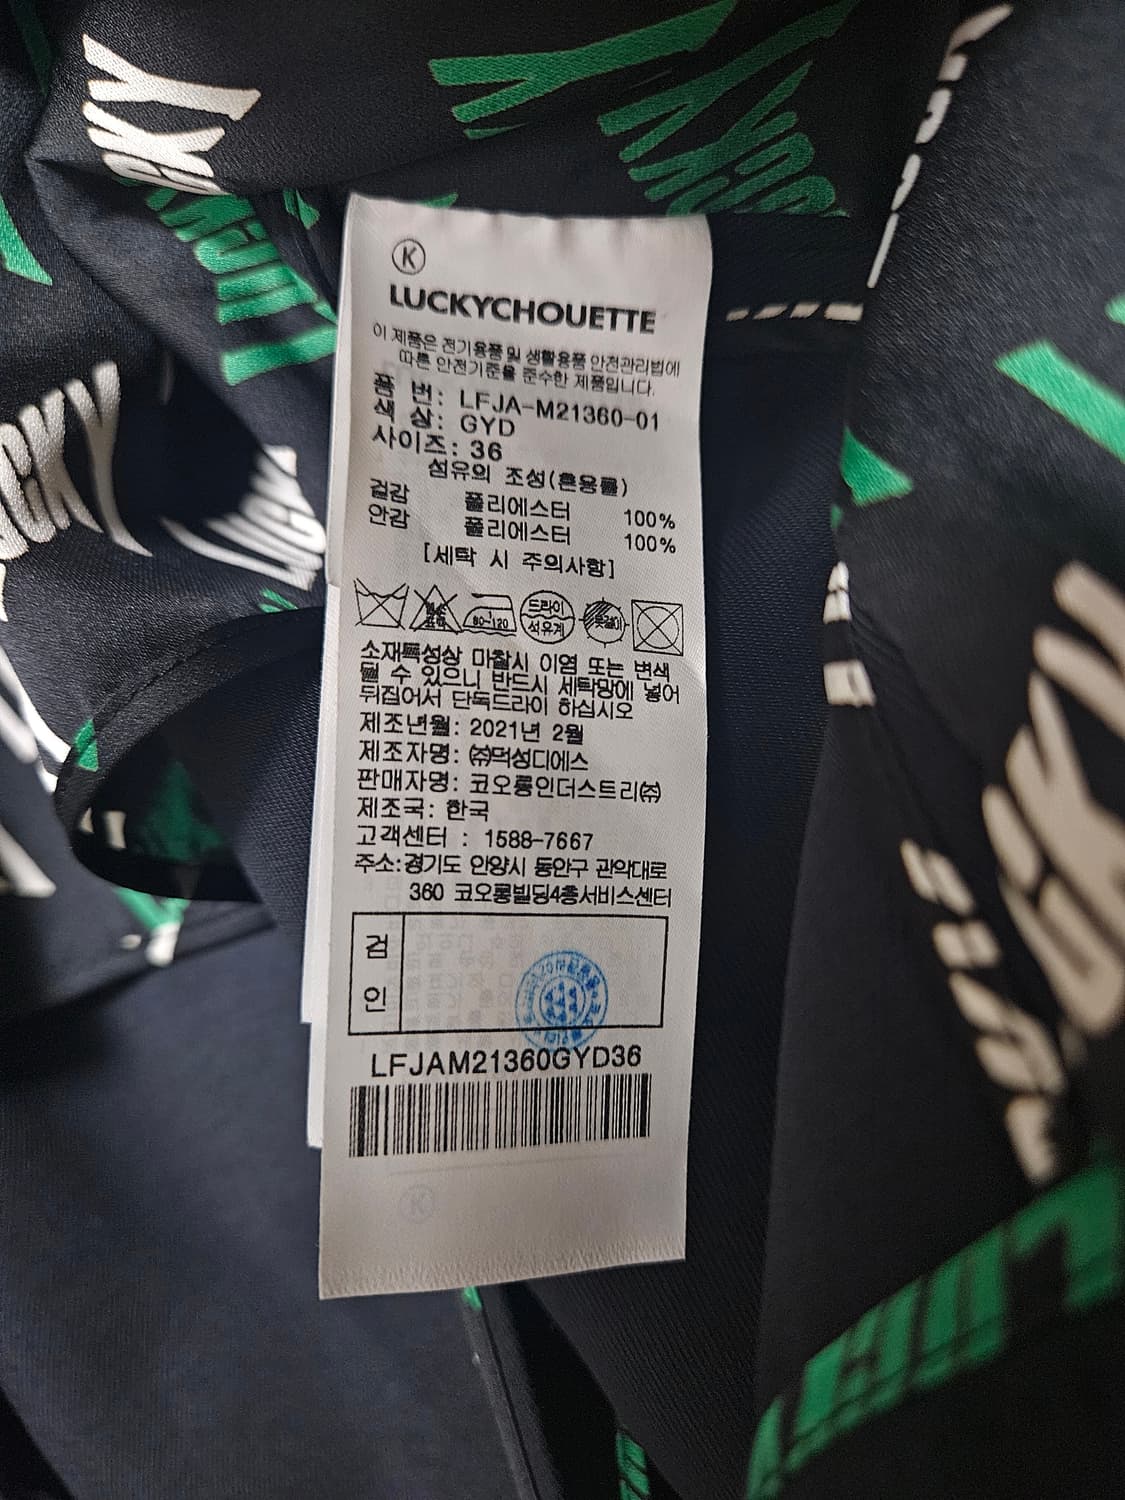 LUCKY
LUCKY
LUCKY
K
LUCKYCHOUETTE
이 제품은 전기용품 및 생활용품 안전관리법에
따른 안전기준을 준수한 제품입니다.
품 번: LFJA-M21360-01
색 상: GYD
사이즈: 36
섬유의 조성(혼용률)
겉감 폴리에스터 100%
안감 폴리에스터 100%
[세탁 시 주의사항]
80~120
드라이
석유계
옷걸이
소재특성상 마찰시 이염 또는 변색
될 수 있으니 반드시 세탁망에 넣어
뒤집어서 단독드라이 하십시오
제조년월: 2021년 2월
제조자명: ㈜덕성디에스
판매자명: 코오롱인더스트리㈜
제조국: 한국
고객센터 : 1588-7667
주소:경기도 안양시 동안구 관악대로
360 코오롱빌딩4층서비스센터
검
인
LFJAM21360GYD36
K